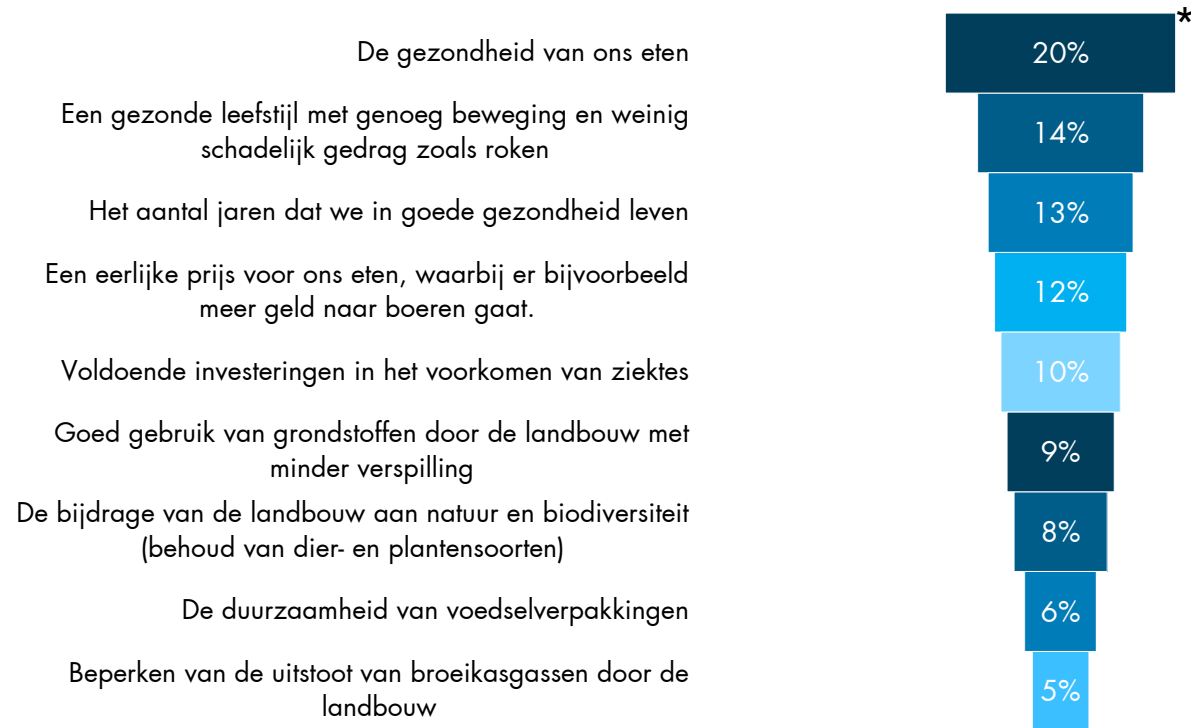 *
De gezondheid van ons eten
20%
Een gezonde leefstijl met genoeg beweging en weinig
schadelijk gedrag zoals roken
14%
Het aantal jaren dat we in goede gezondheid leven
13%
Een eerlijke prijs voor ons eten, waarbij er bijvoorbeeld
meer geld naar boeren gaat.
12%
Voldoende investeringen in het voorkomen van ziektes
10%
Goed gebruik van grondstoffen door de landbouw met
minder verspilling
9%
De bijdrage van de landbouw aan natuur en biodiversiteit
(behoud van dier- en plantensoorten)
8%
De duurzaamheid van voedselverpakkingen
6%
Beperken van de uitstoot van broeikasgassen door de
landbouw
5%